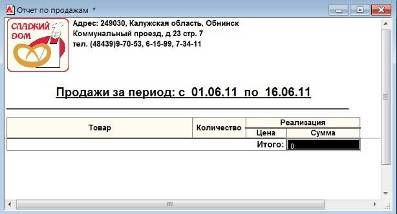 Отчет по продажам *
СЛАДКИЙ
ДОМ
Адрес: 249030, Калужская область, Обнинск
Коммунальный проезд, д 23 стр. 7
тел. (48439)9-70-53, 6-15-99, 7-34-11
Продажи за период: с 01.06.11 по 16.06.11
Товар Количество Реализация
Цена Сумма
Итого: 0